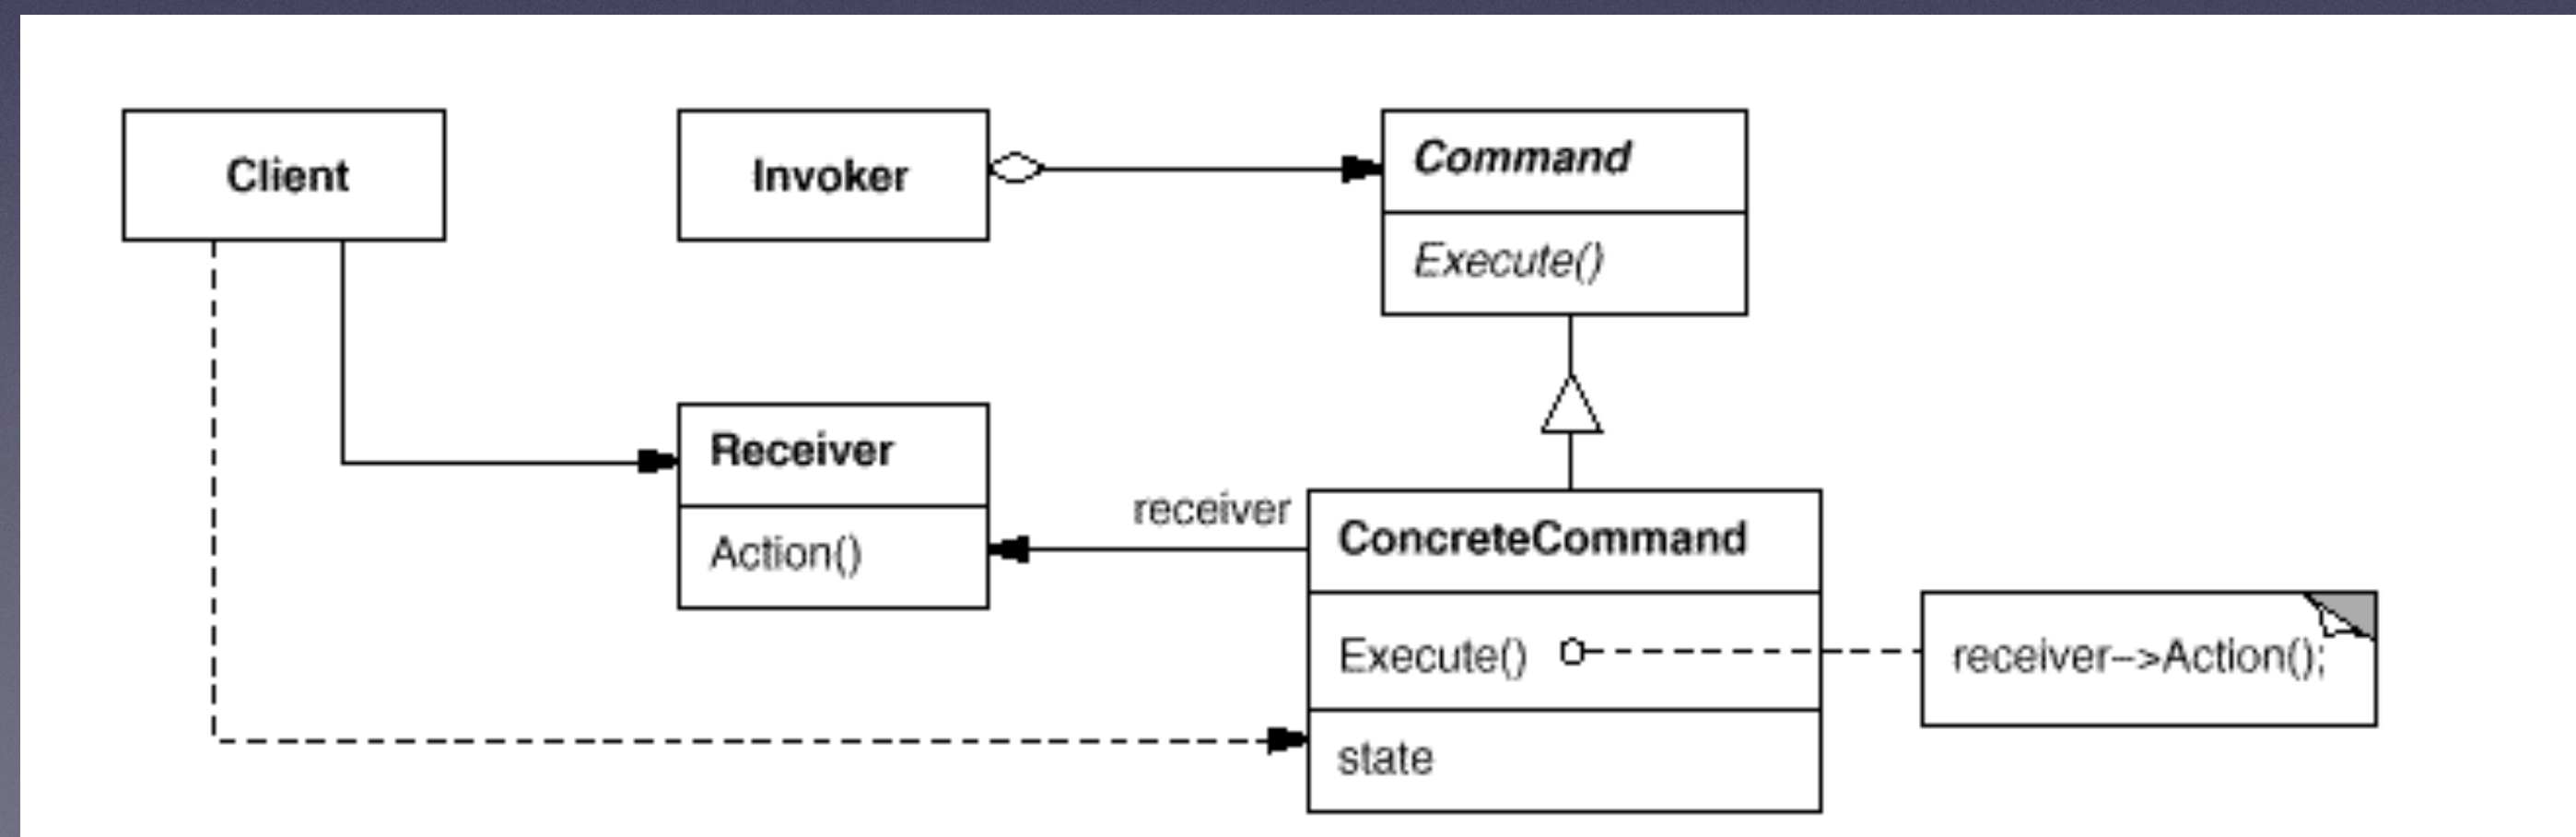 Client
Invoker
Command
Execute()
Receiver
Action()
receiver
ConcreteCommand
Execute()
receiver–>Action();
state